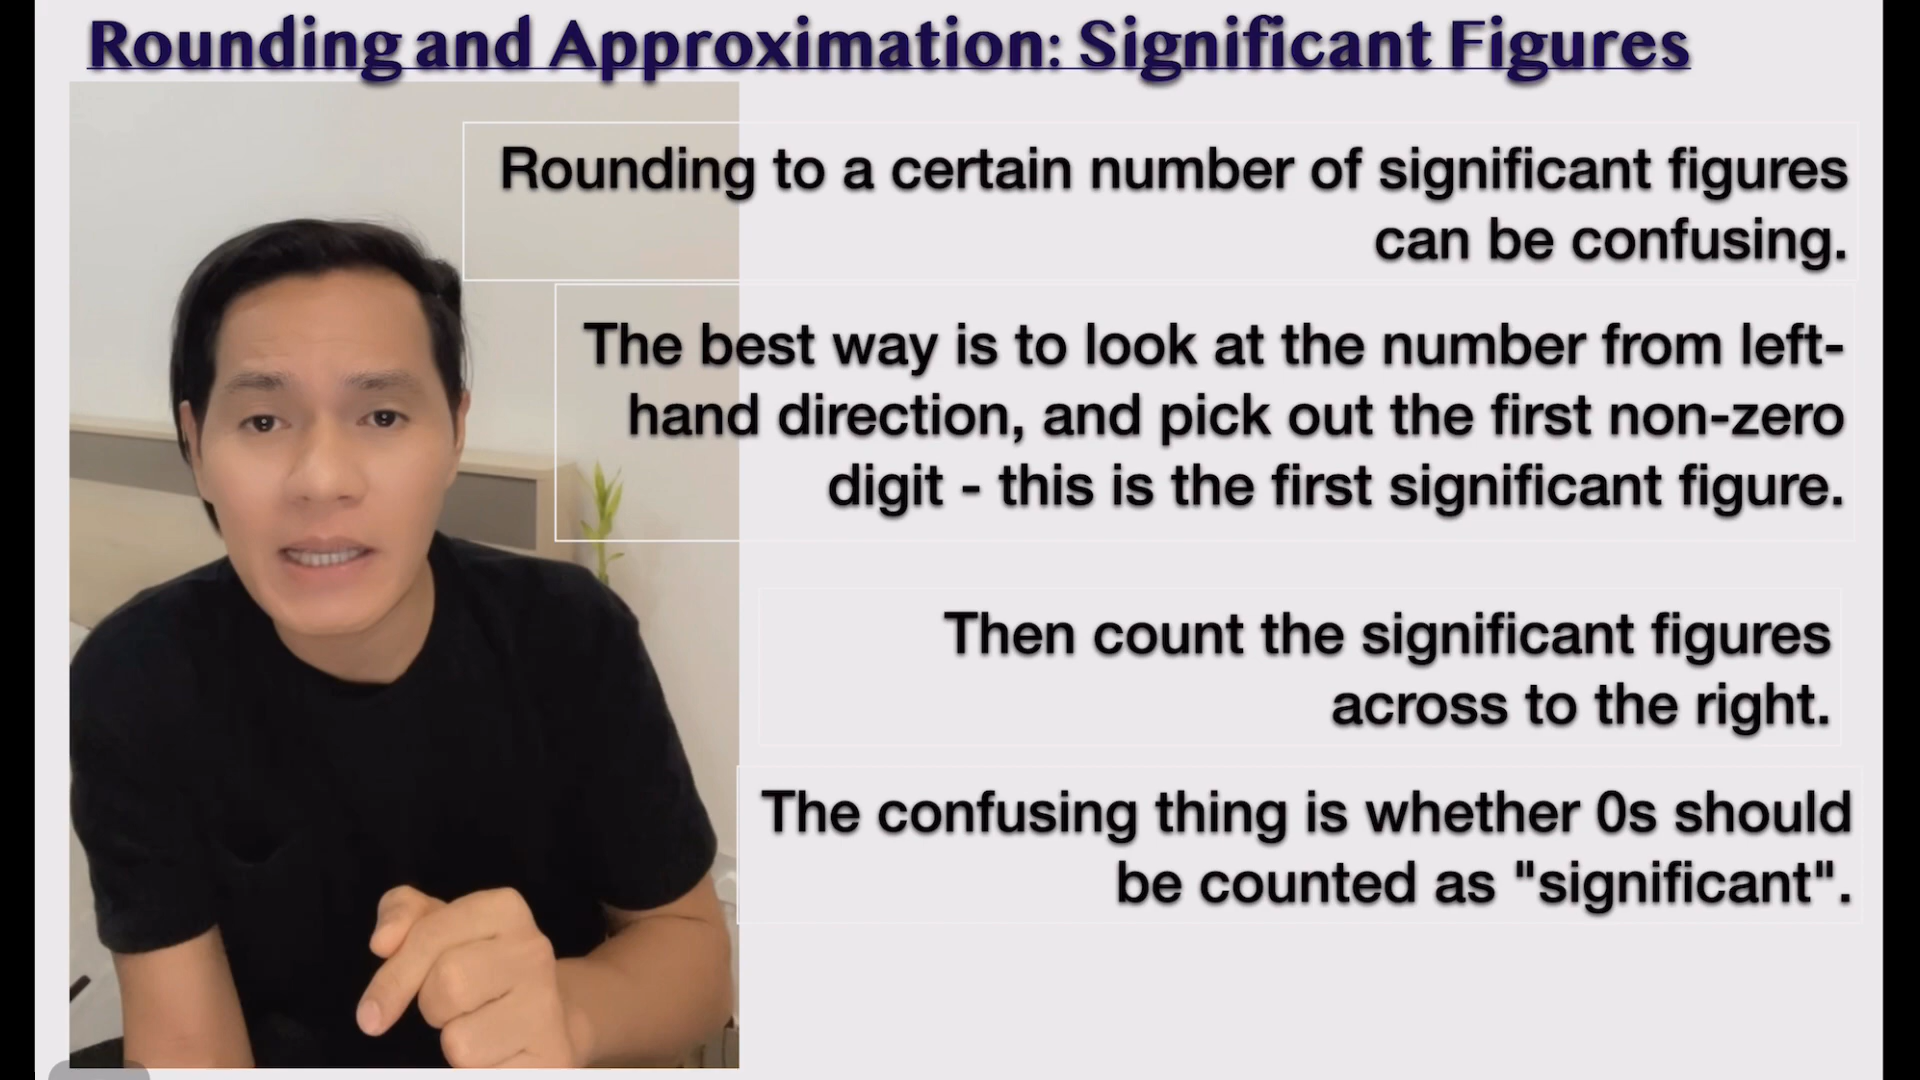 Rounding and Approximation: Significant Figures
Rounding to a certain number of significant figures
can be confusing.
The best way is to look at the number from left-
hand direction, and pick out the first non-zero
digit - this is the first significant figure.
Then count the significant figures
across to the right.
The confusing thing is whether 0s should
be counted as "significant".